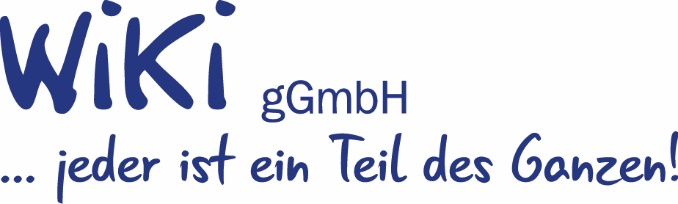 WiKi gGmbH
... jeder ist ein Teil des Ganzen!